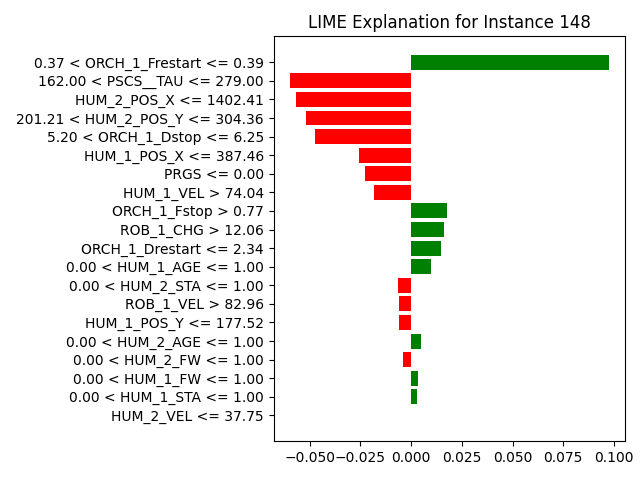 LIME Explanation for Instance 148
0.37 < ORCH_1_Frestart <= 0.39
162.00 < PSCS__TAU <= 279.00
HUM_2_POS_X <= 1402.41
201.21 < HUM_2_POS_Y <= 304.36
5.20 < ORCH_1_Dstop <= 6.25
HUM_1_POS_X <= 387.46
PRGS <= 0.00
HUM_1_VEL > 74.04
ORCH_1_Fstop > 0.77
ROB_1_CHG > 12.06
ORCH_1_Drestart <= 2.34
0.00 < HUM_1_AGE <= 1.00
0.00 < HUM_2_STA <= 1.00
ROB_1_VEL > 82.96
HUM_1_POS_Y <= 177.52
0.00 < HUM_2_AGE <= 1.00
0.00 < HUM_2_FW <= 1.00
0.00 < HUM_1_FW <= 1.00
0.00 < HUM_1_STA <= 1.00
HUM_2_VEL <= 37.75
−0.050 −0.025 0.000 0.025 0.050 0.075 0.100